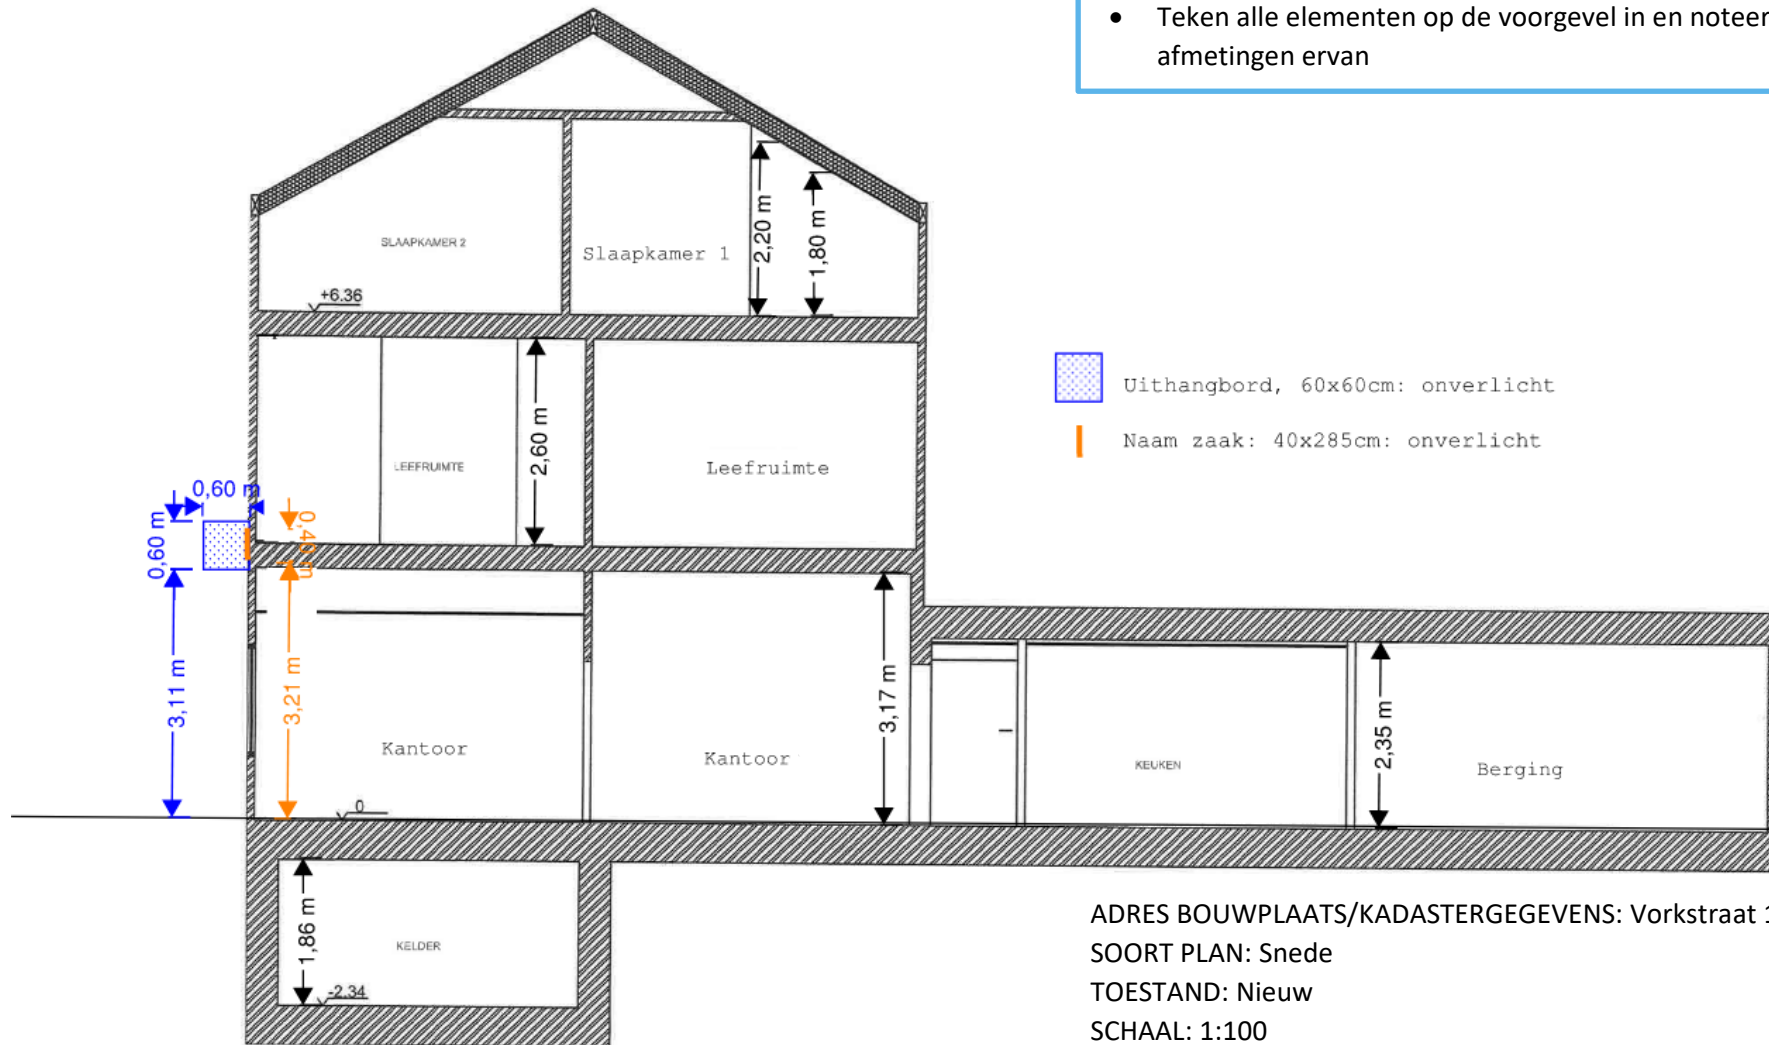 • Teken alle elementen op de voorgevel in en noteer
afmetingen ervan
SLAAPKAMER 2
Slaapkamer 1
2,20 m
1,80 m
+6.36
Uithangbord, 60x60cm: onverlicht
Naam zaak: 40x285cm: onverlicht
LEEFRUIMTE
2,60 m
Leefruimte
0,60 m
0,60 m
0,40 m
3,11 m
3,21 m
3,17 m
2,35 m
Kantoor
Kantoor
KEUKEN
Berging
0
1,86 m
KELDER
-2.34
ADRES BOUWPLAATS/KADASTERGEGEVENS: Vorkstraat
SOORT PLAN: Snede
TOESTAND: Nieuw
SCHAAL: 1:100